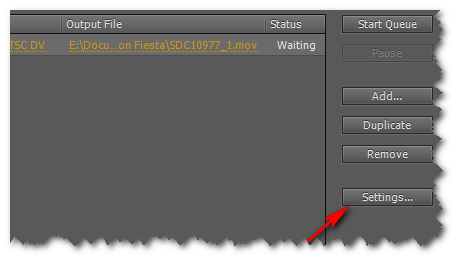 Output File
Status
Start Queue
TSC DV
E:\Docu...on Fiesta\SDC10977_1.mov
Waiting
Pause
Add...
Duplicate
Remove
Settings...